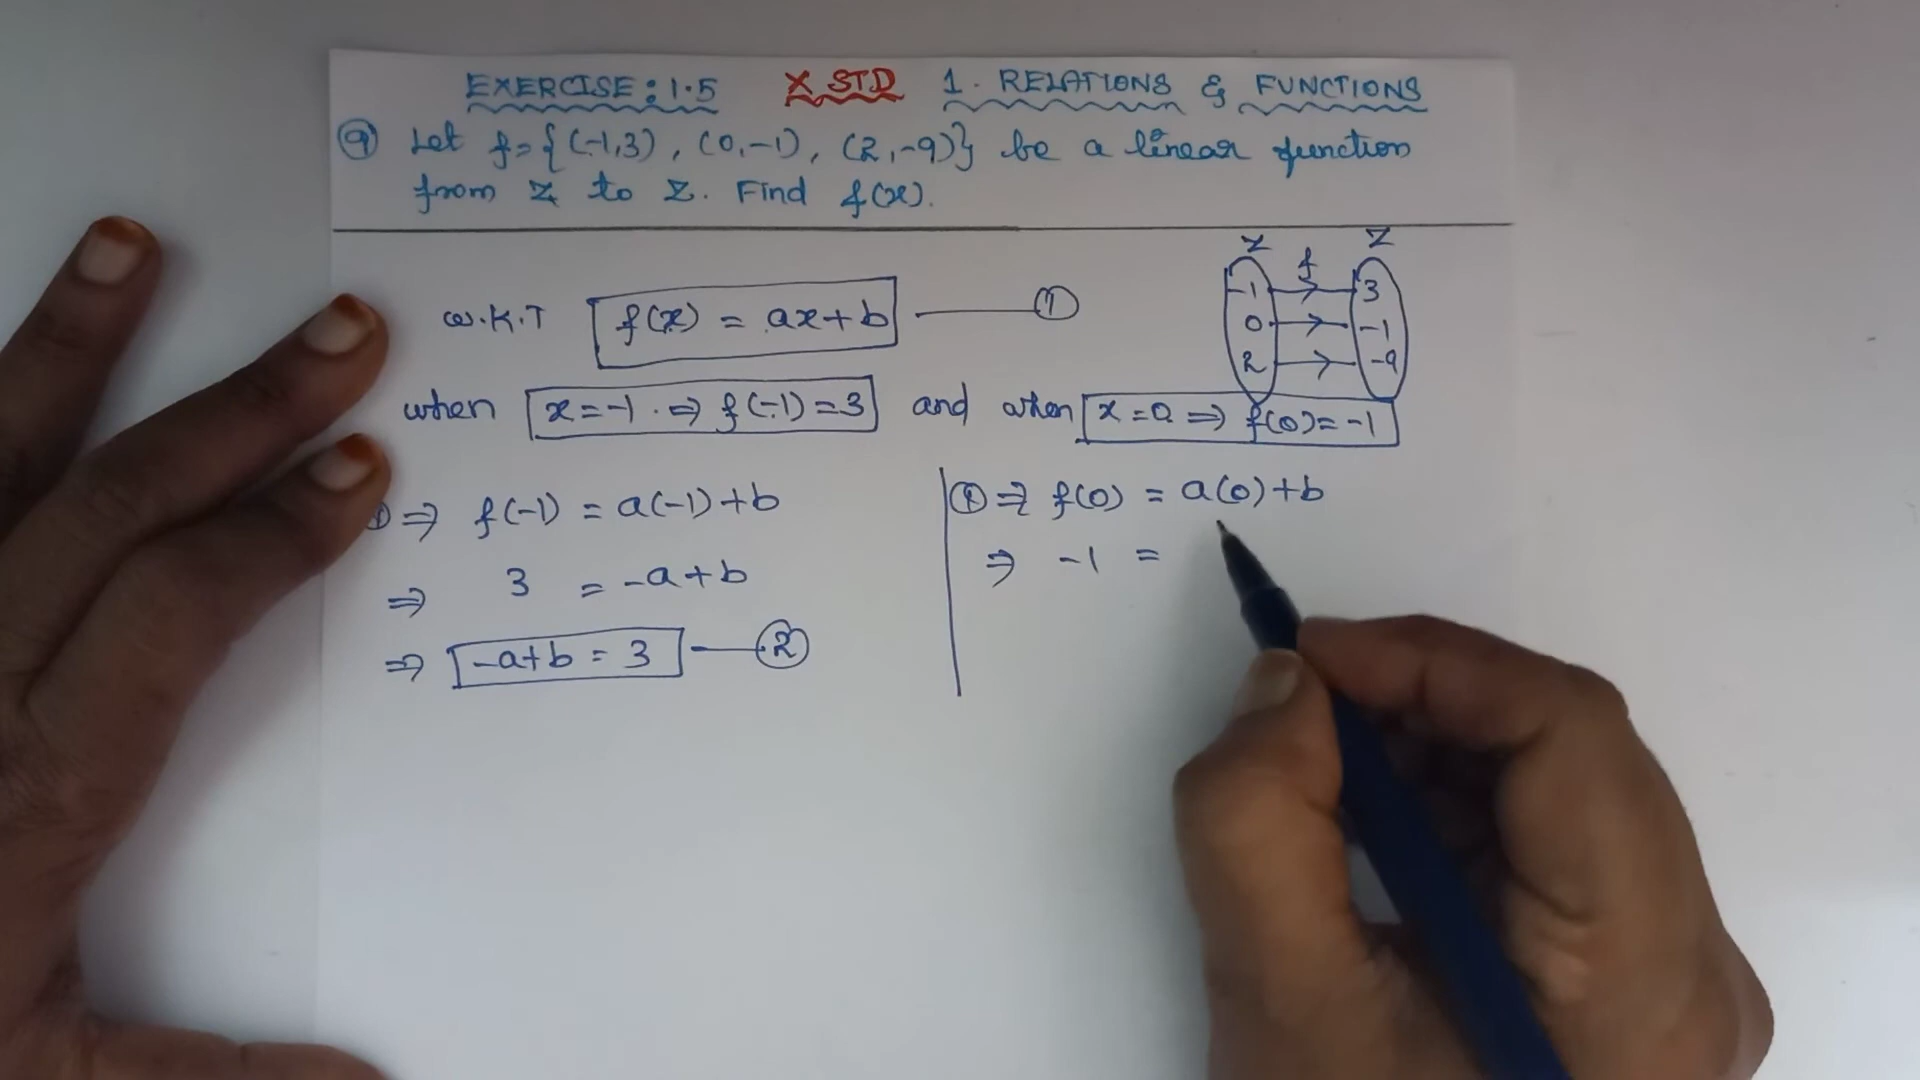 EXERCISE : 1.5 X STD 1. RELATIONS & FUNCTIONS
⑨ Let f={(-1,3), (0,-1), (2,-9)} be a linear function
from Z to Z. Find f(x).
Z f Z
-1 3
0 -1
2 -9
W.K.T f(x) = ax+b ①
when x=-1 ⇒ f(-1)=3 and when x=0 ⇒ f(0)=-1
① ⇒ f(-1) = a(-1)+b
⇒ 3 = -a+b
⇒ -a+b = 3 ②
① ⇒ f(0) = a(0)+b
⇒ -1 =